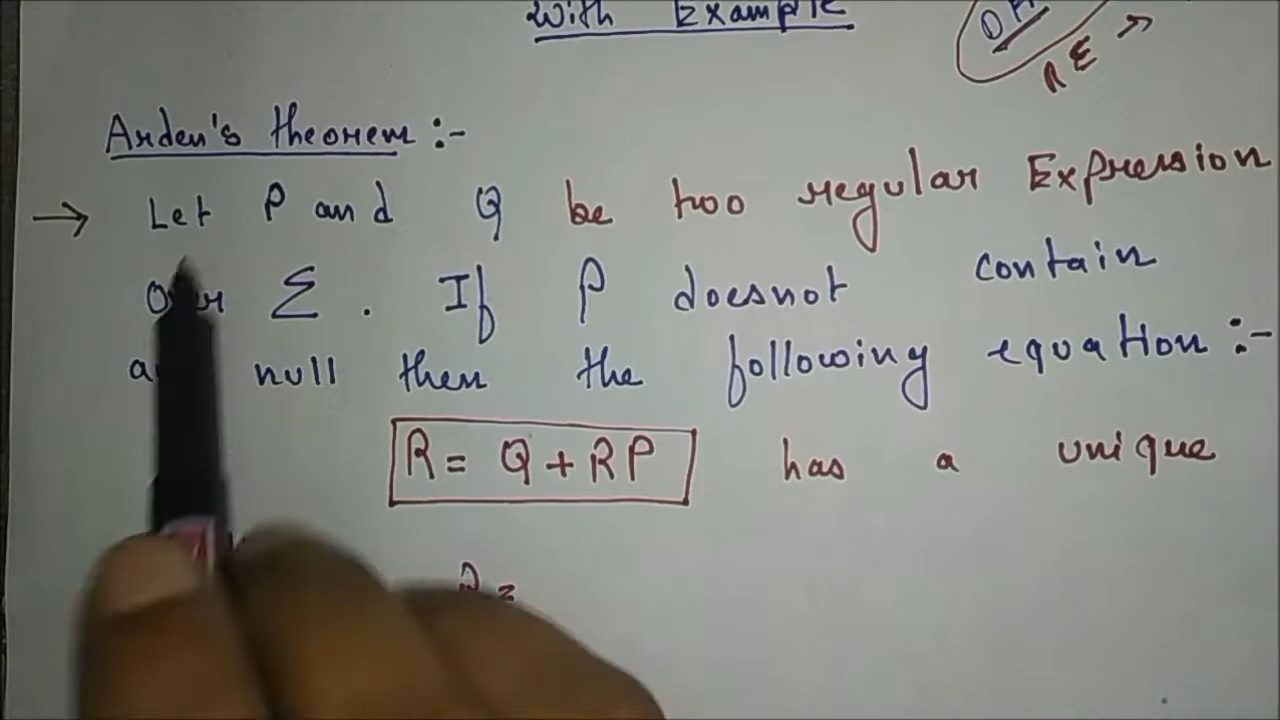 With Example
RE
Arden's theorem :-
→ Let P and Q be two regular Expression
Σ. If P doesnot contain
null then the following equation :-
R = Q + RP has a unique
R =